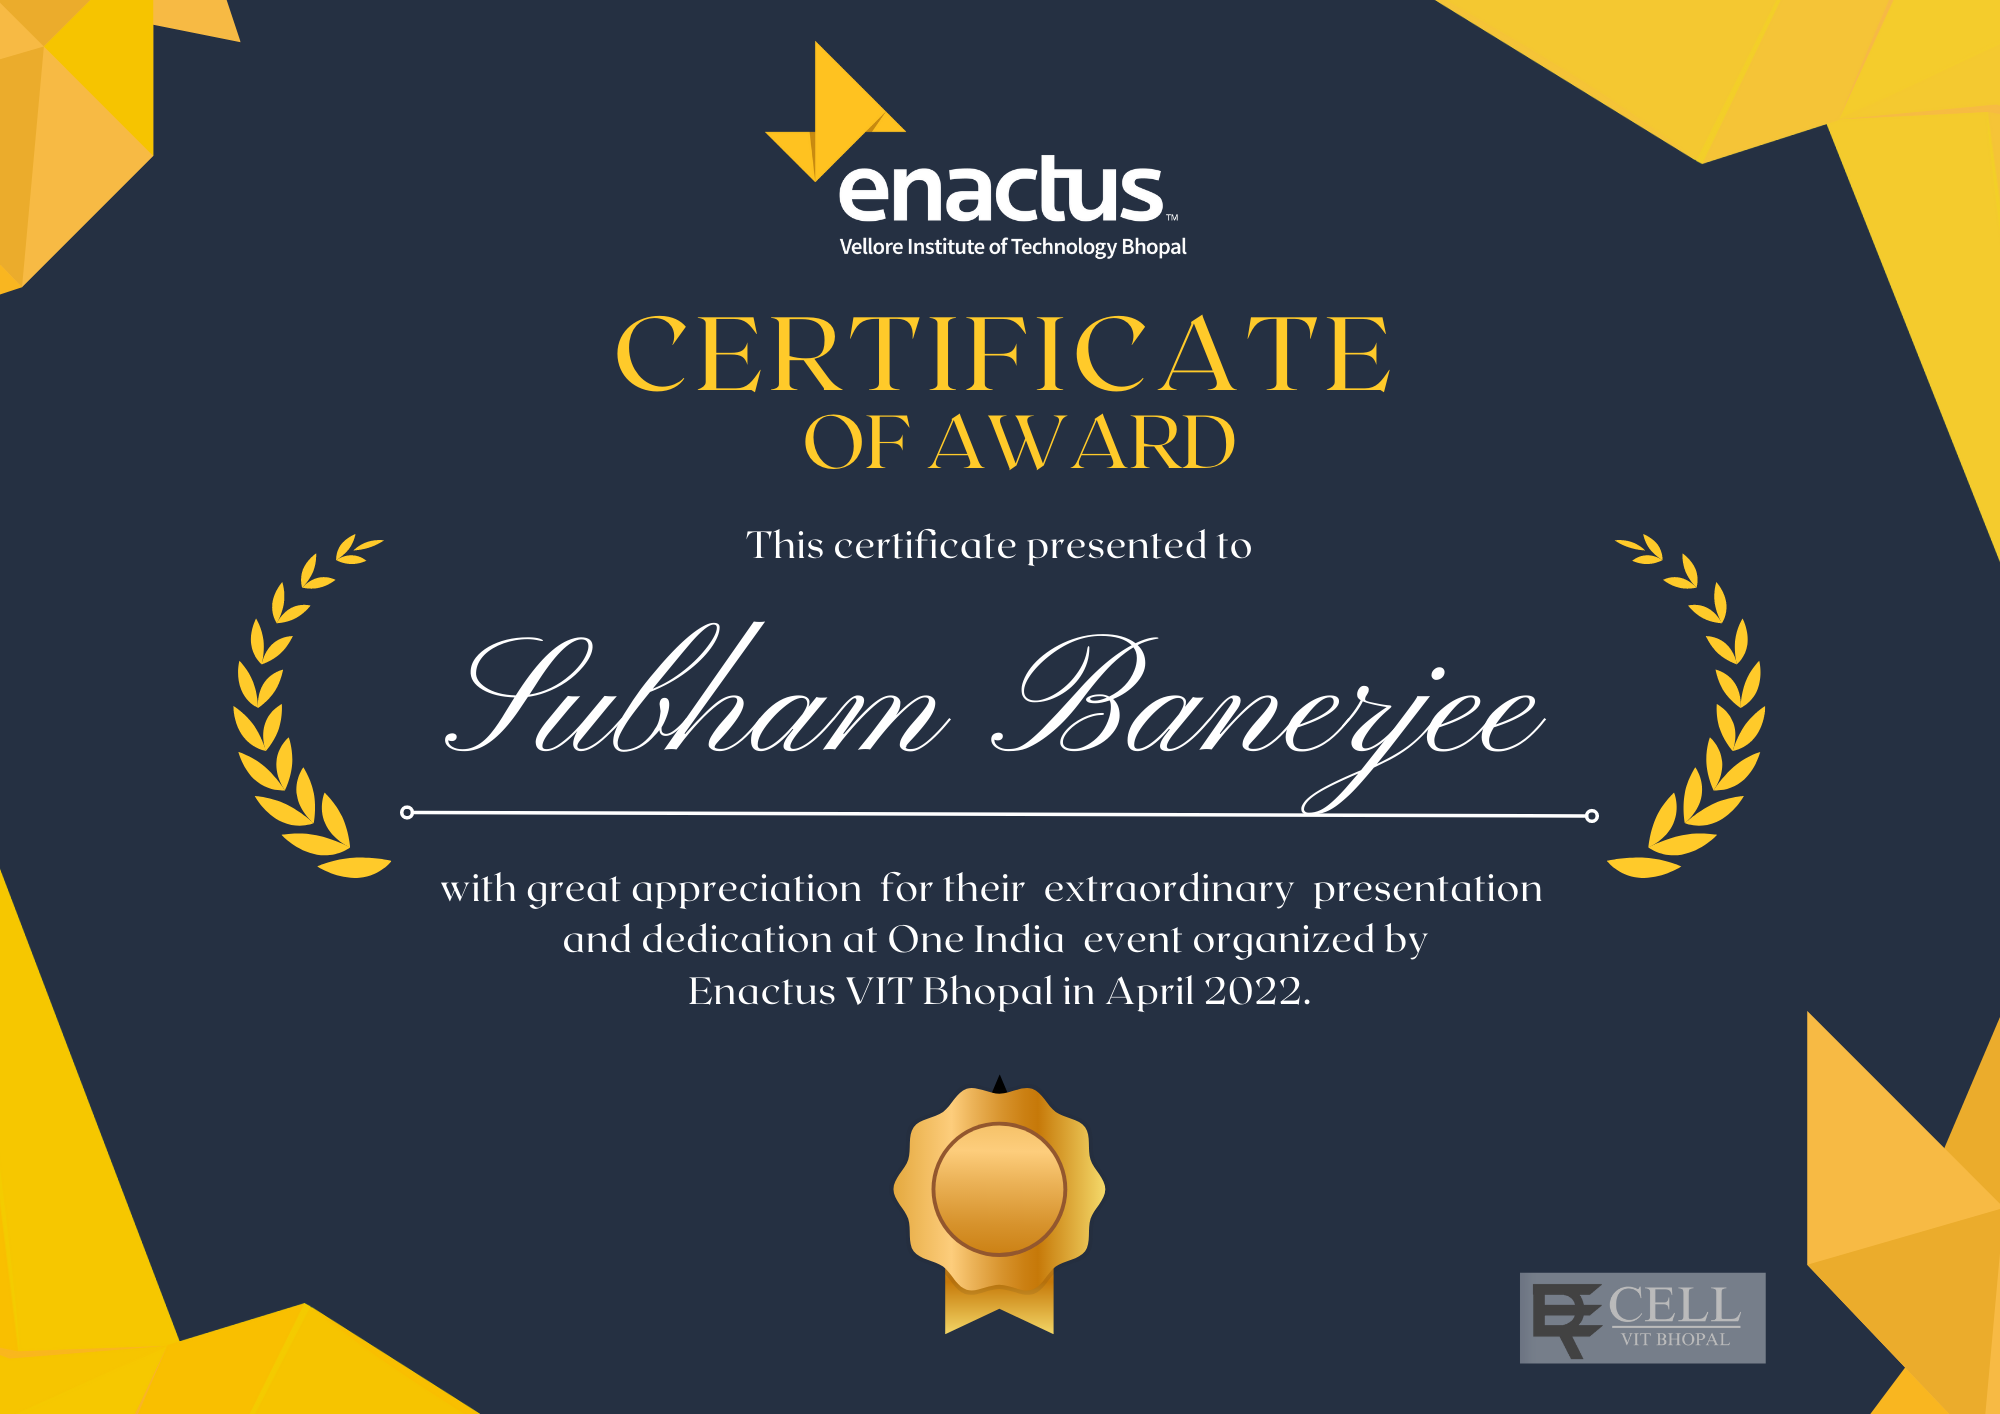 enactus™
Vellore Institute of Technology Bhopal
CERTIFICATE
OF AWARD
This certificate presented to
Subham Banerjee
with great appreciation for their extraordinary presentation
and dedication at One India event organized by
Enactus VIT Bhopal in April 2022.
E CELL
VIT BHOPAL